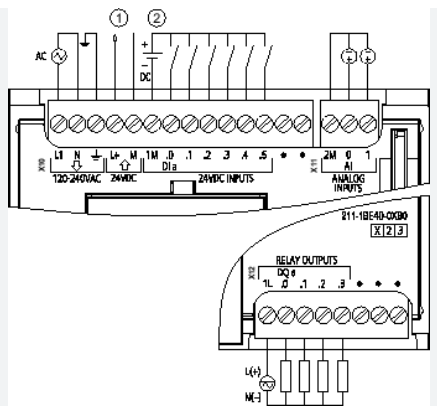 ① ②
AC
+
−
DC
L1 N L+ M 1M .0 .1 .2 .3 .4 .5
2M 0 1
X10
DI a
X11
AI
120-240VAC 24VDC 24VDC INPUTS
ANALOG
INPUTS
211-1BE40-0XB0
X 2 3
RELAY OUTPUTS
X12
DQ a
1L .0 .1 .2 .3
L(+)
N(−)